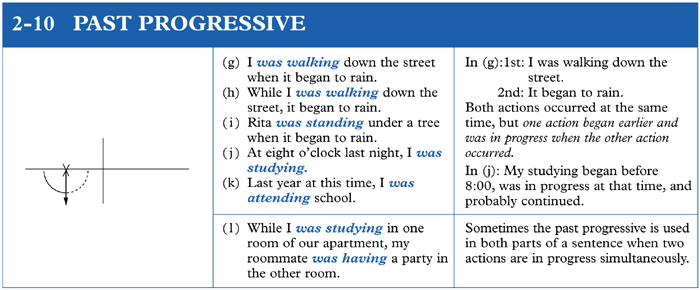 2-10 PAST PROGRESSIVE
(g) I was walking down the street
when it began to rain.
(h) While I was walking down the
street, it began to rain.
(i) Rita was standing under a tree
when it began to rain.
(j) At eight o'clock last night, I was
studying.
(k) Last year at this time, I was
attending school.
In (g):1st: I was walking down the
street.
2nd: It began to rain.
Both actions occurred at the same
time, but one action began earlier and
was in progress when the other action
occurred.
In (j): My studying began before
8:00, was in progress at that time, and
probably continued.
(l) While I was studying in one
room of our apartment, my
roommate was having a party in
the other room.
Sometimes the past progressive is used
in both parts of a sentence when two
actions are in progress simultaneously.